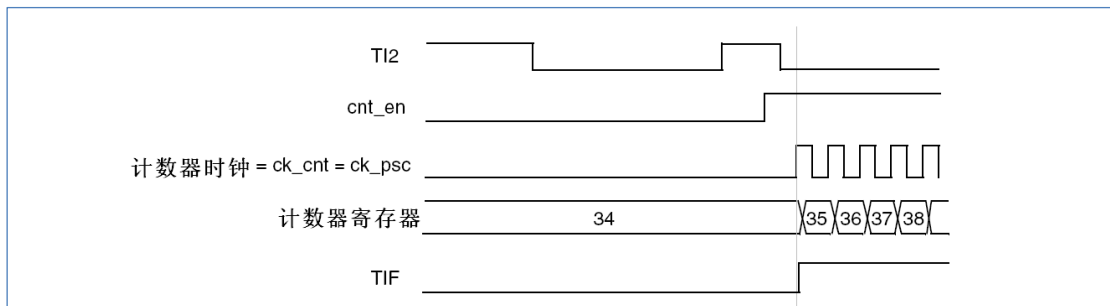 TI2
cnt_en
计数器时钟 = ck_cnt = ck_psc
计数器寄存器 34 35 36 37 38
TIF